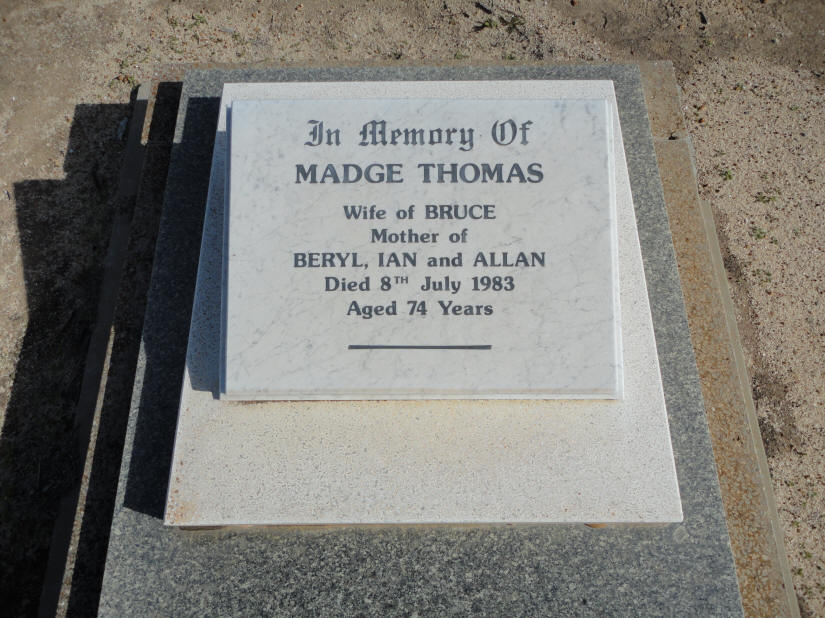 In Memory Of
MADGE THOMAS
Wife of BRUCE
Mother of
BERYL, IAN and ALLAN
Died 8TH July 1983
Aged 74 Years